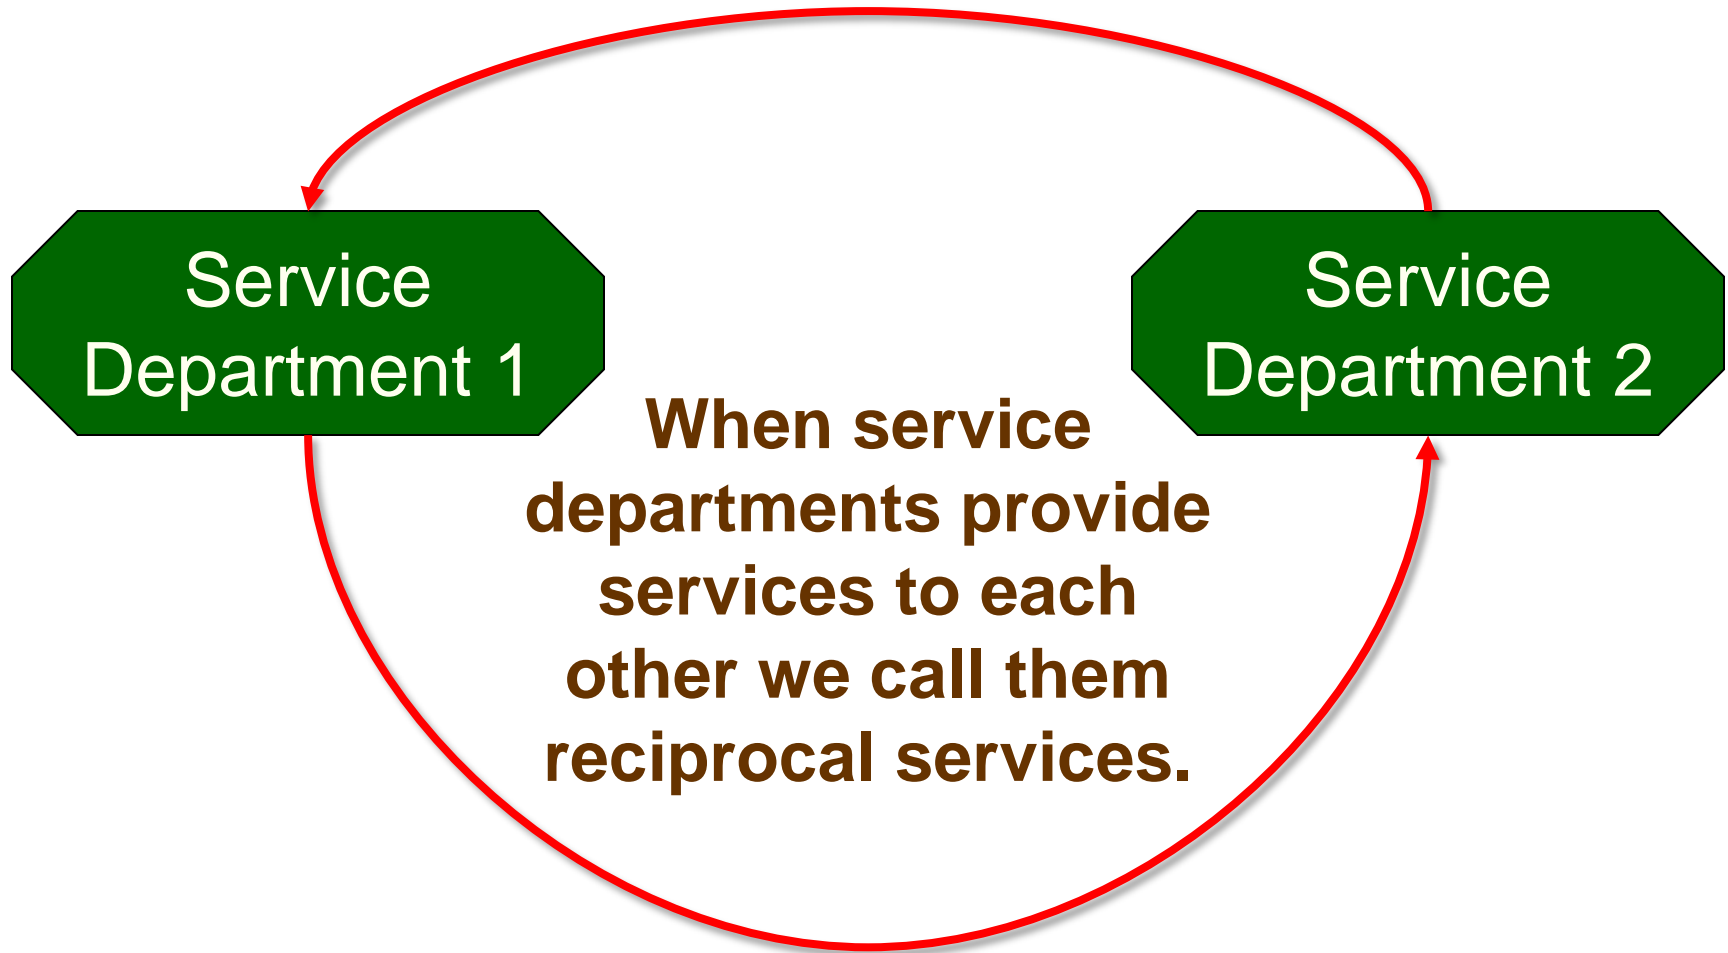 Service
Department 1
Service
Department 2
When service
departments provide
services to each
other we call them
reciprocal services.